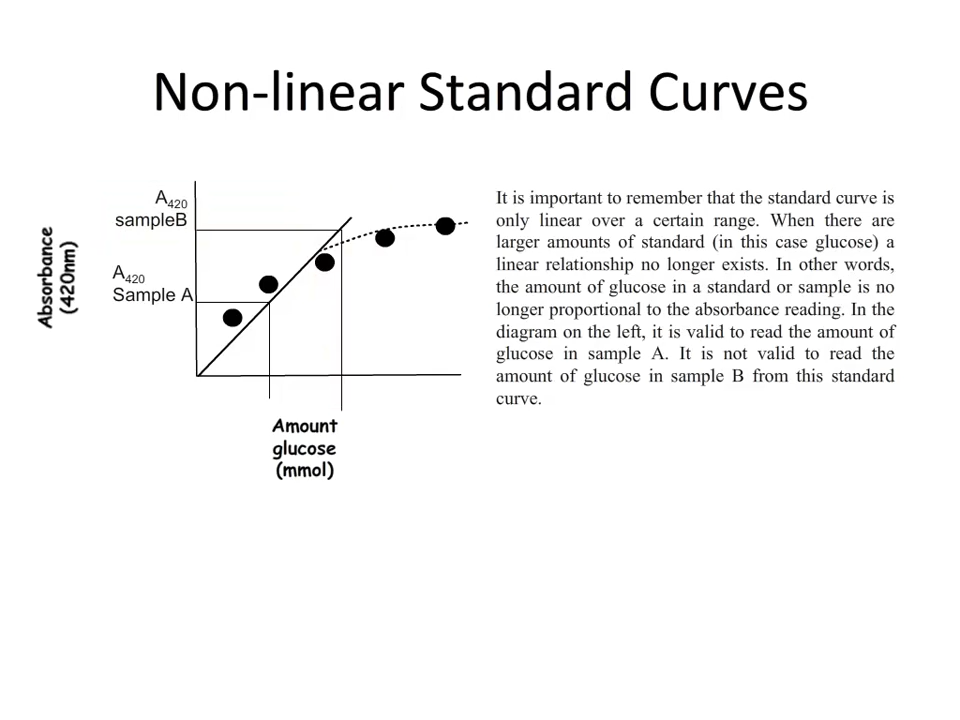 Non-linear Standard Curves
A420
sampleB
A420
Sample A
Absorbance
(420nm)
Amount
glucose
(mmol)
It is important to remember that the standard curve is
only linear over a certain range. When there are
larger amounts of standard (in this case glucose) a
linear relationship no longer exists. In other words,
the amount of glucose in a standard or sample is no
longer proportional to the absorbance reading. In the
diagram on the left, it is valid to read the amount of
glucose in sample A. It is not valid to read the
amount of glucose in sample B from this standard
curve.